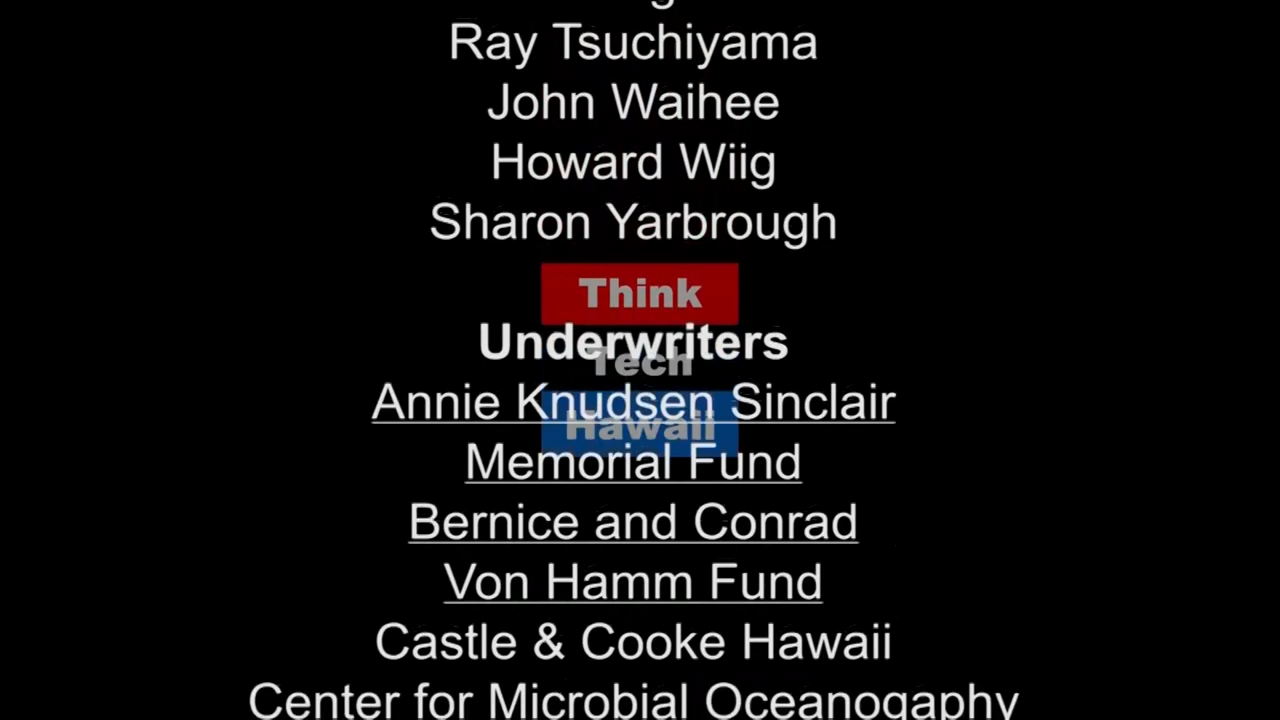 Ray Tsuchiyama
John Waihee
Howard Wiig
Sharon Yarbrough
Think
Underwriters
Tech
Annie Knudsen Sinclair
Hawaii
Memorial Fund
Bernice and Conrad
Von Hamm Fund
Castle & Cooke Hawaii
Center for Microbial Oceanogaphy